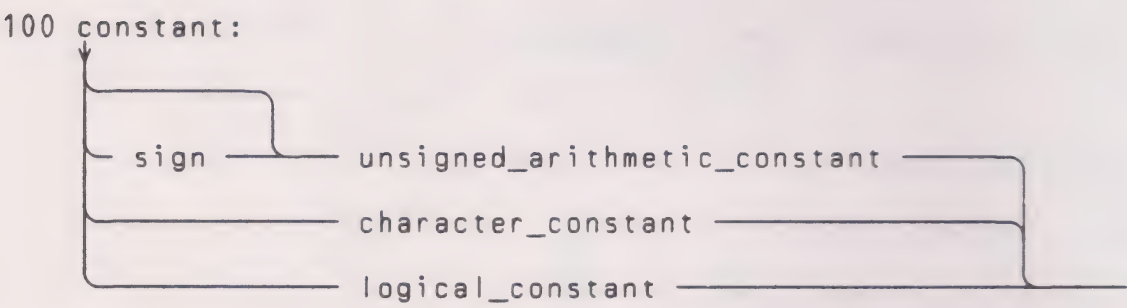 100 constant:
sign unsigned_arithmetic_constant
character_constant
logical_constant